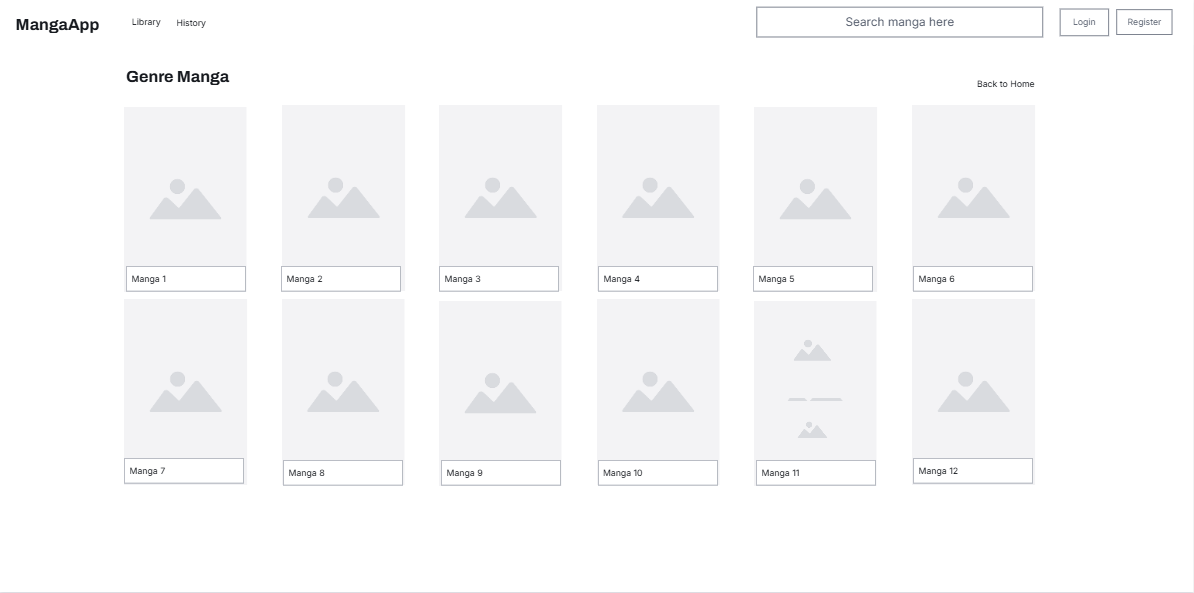 MangaApp
Library
History
Search manga here
Login
Register
Genre Manga
Back to Home
Manga 1
Manga 2
Manga 3
Manga 4
Manga 5
Manga 6
Manga 7
Manga 8
Manga 9
Manga 10
Manga 11
Manga 12